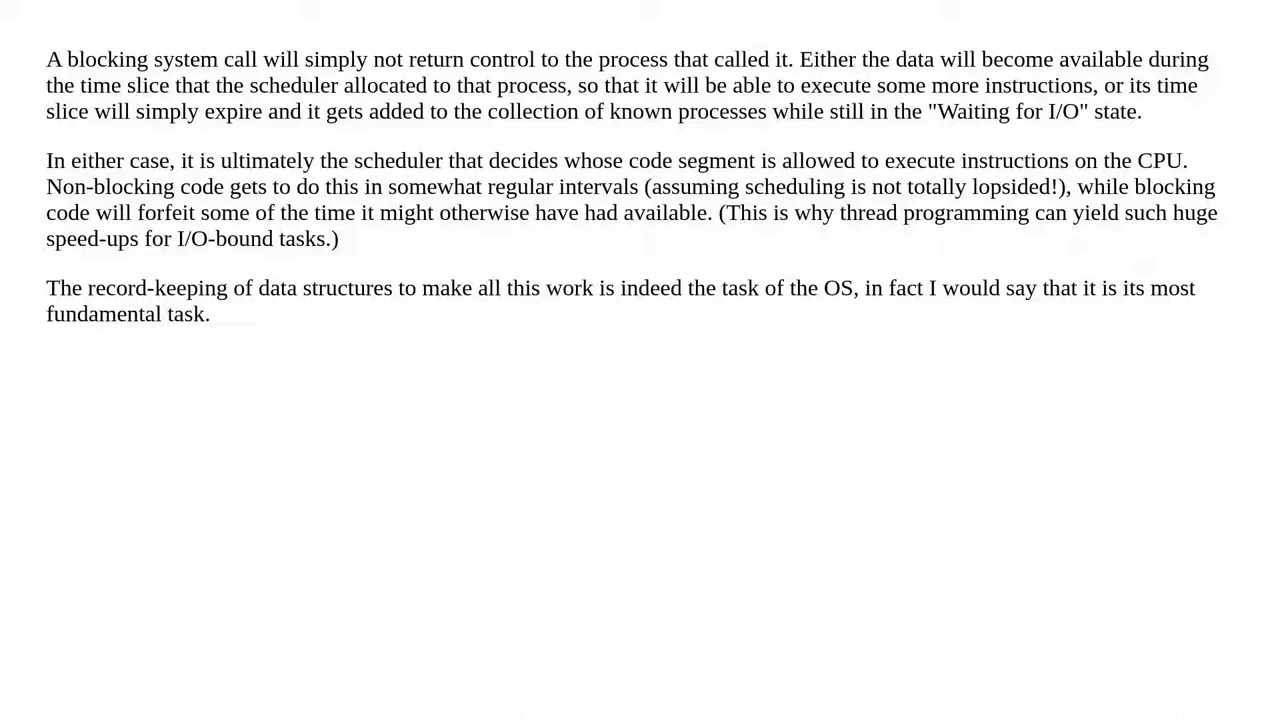 A blocking system call will simply not return control to the process that called it. Either the data will become available during
the time slice that the scheduler allocated to that process, so that it will be able to execute some more instructions, or its time
slice will simply expire and it gets added to the collection of known processes while still in the "Waiting for I/O" state.
In either case, it is ultimately the scheduler that decides whose code segment is allowed to execute instructions on the CPU.
Non-blocking code gets to do this in somewhat regular intervals (assuming scheduling is not totally lopsided!), while blocking
code will forfeit some of the time it might otherwise have had available. (This is why thread programming can yield such huge
speed-ups for I/O-bound tasks.)
The record-keeping of data structures to make all this work is indeed the task of the OS, in fact I would say that it is its most
fundamental task.